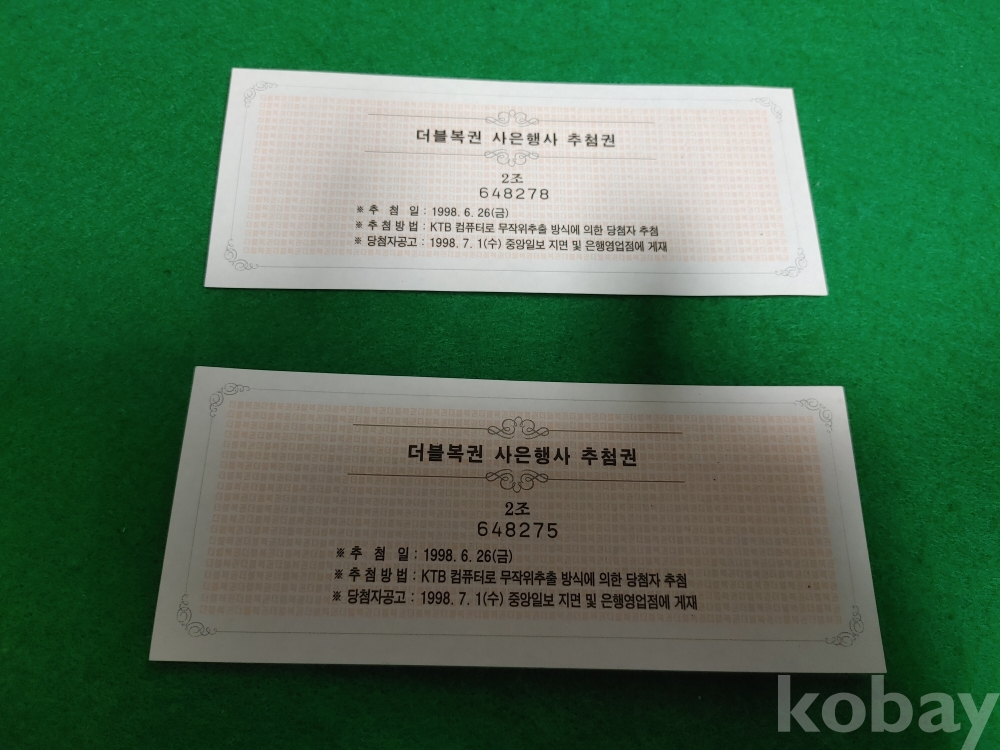 더블복권 사은행사 추첨권
2조
648278
※ 추 첨 일 : 1998. 6. 26(금)
※ 추첨방법 : KTB 컴퓨터로 무작위추출 방식에 의한 당첨자 추첨
※ 당첨자공고 : 1998. 7. 1(수) 중앙일보 지면 및 은행영업점에 게재
더블복권 사은행사 추첨권
2조
648275
※ 추 첨 일 : 1998. 6. 26(금)
※ 추첨방법 : KTB 컴퓨터로 무작위추출 방식에 의한 당첨자 추첨
※ 당첨자공고 : 1998. 7. 1(수) 중앙일보 지면 및 은행영업점에 게재
kobay